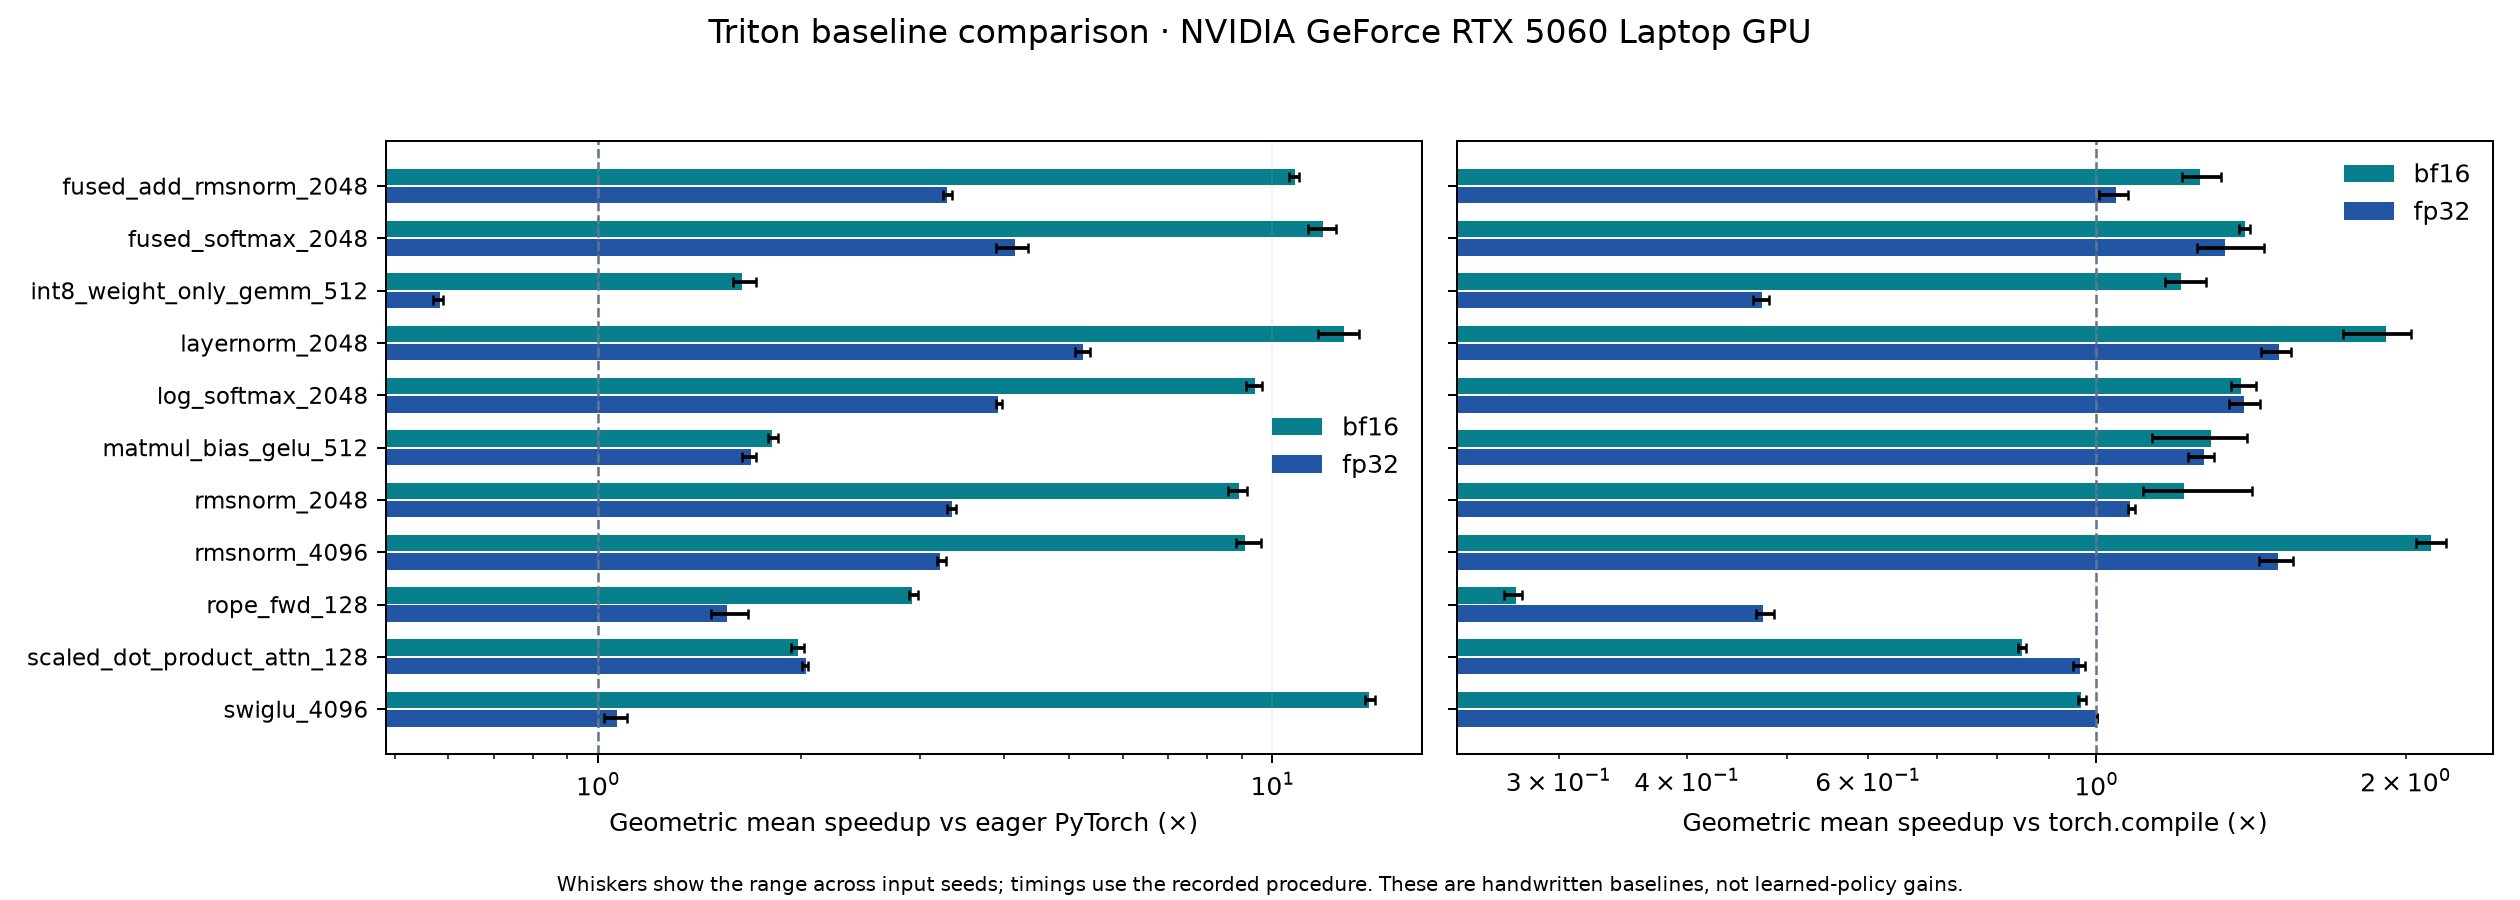 Triton baseline comparison · NVIDIA GeForce RTX 5060 Laptop GPU
fused_add_rmsnorm_2048
fused_softmax_2048
int8_weight_only_gemm_512
layernorm_2048
log_softmax_2048
matmul_bias_gelu_512
rmsnorm_2048
rmsnorm_4096
rope_fwd_128
scaled_dot_product_attn_128
swiglu_4096
bf16
fp32
10⁰ 10¹
Geometric mean speedup vs eager PyTorch (×)
bf16
fp32
3 × 10⁻¹ 4 × 10⁻¹ 6 × 10⁻¹ 10⁰ 2 × 10⁰
Geometric mean speedup vs torch.compile (×)
Whiskers show the range across input seeds; timings use the recorded procedure. These are handwritten baselines, not learned-policy gains.